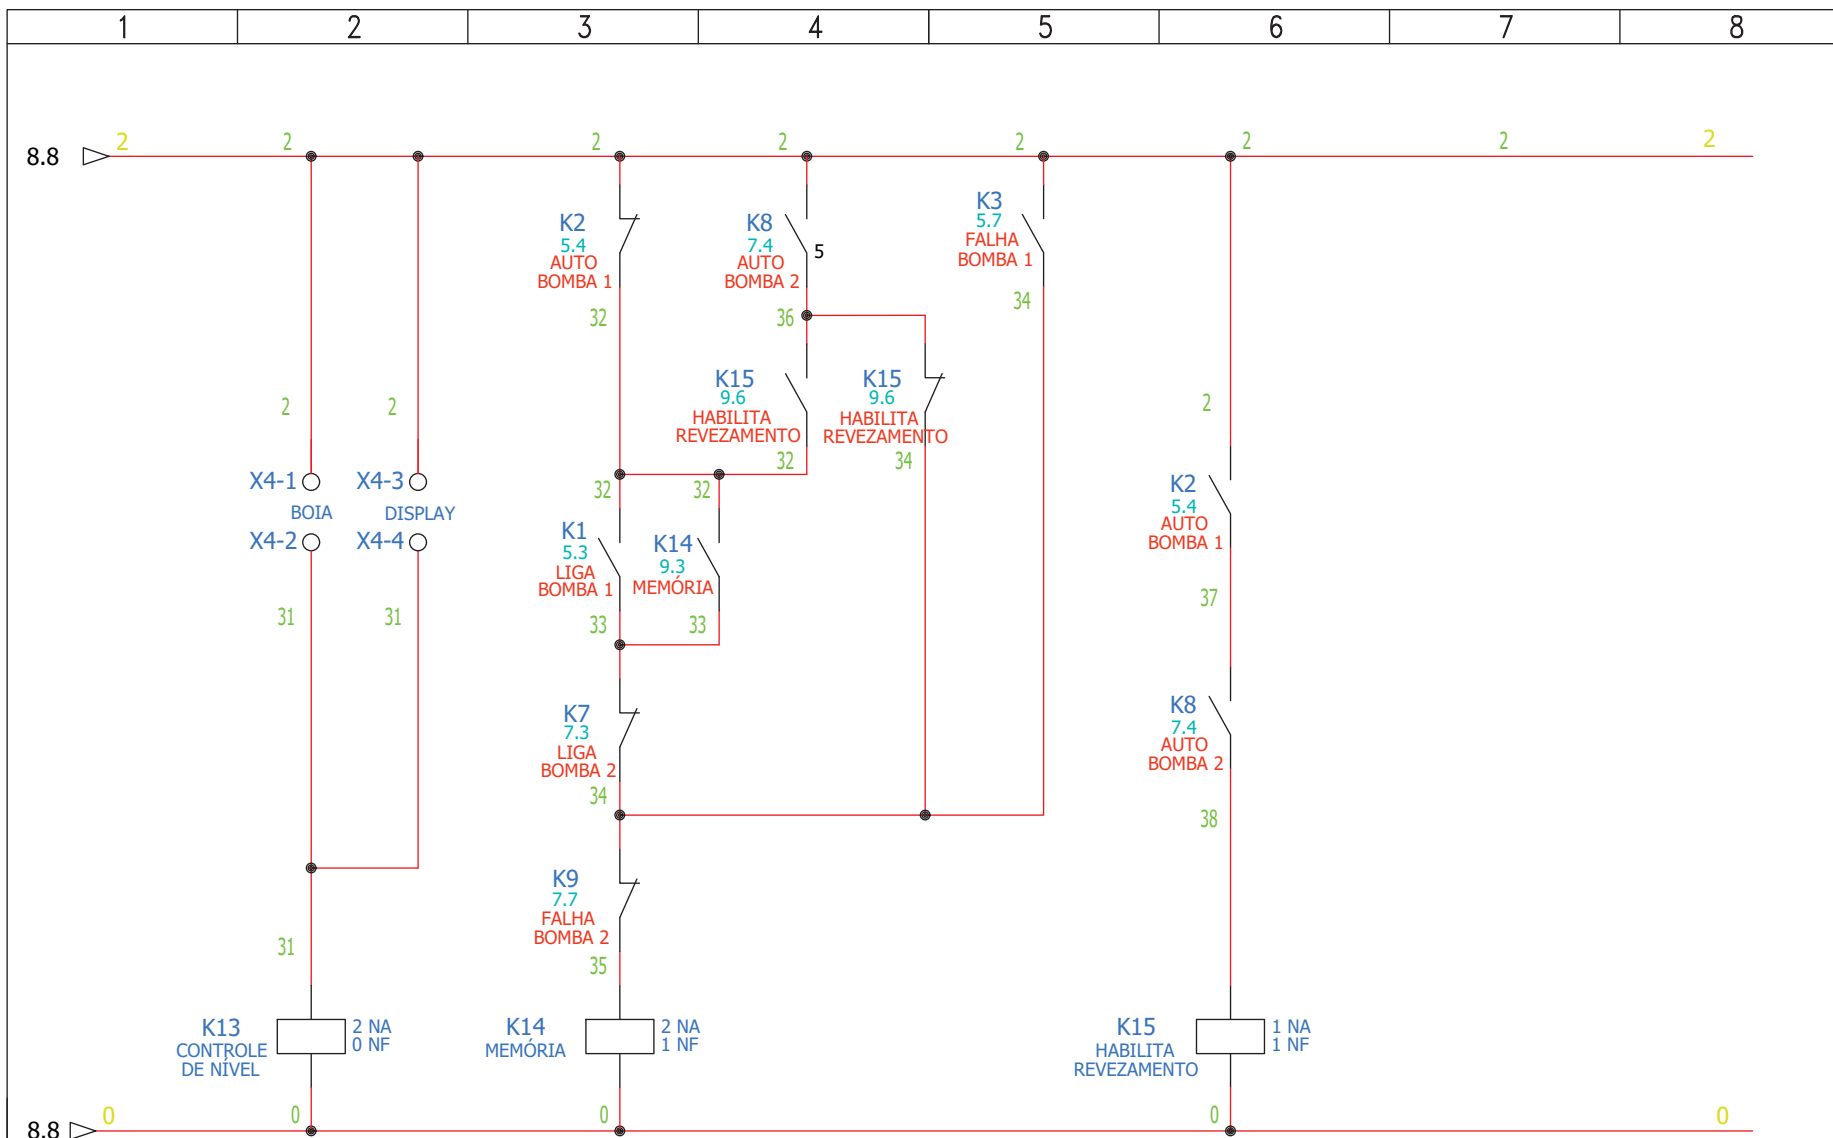 1 2 3 4 5 6 7 8
8.8 2 2 2 2 2 2 2 2
K2
5.4
AUTO
BOMBA 1
32
K8
7.4
AUTO
BOMBA 2
5
36
K3
5.7
FALHA
BOMBA 1
34
K15
9.6
HABILITA
REVEZAMENTO
32
K15
9.6
HABILITA
REVEZAMENTO
34
2 2 2
X4-1 X4-3
BOIA DISPLAY
X4-2 X4-4
31 31
32 32
K1
5.3
LIGA
BOMBA 1
33
K14
9.3
MEMÓRIA
33
K2
5.4
AUTO
BOMBA 1
37
K7
7.3
LIGA
BOMBA 2
34
K8
7.4
AUTO
BOMBA 2
38
K9
7.7
FALHA
BOMBA 2
35
31
K13
CONTROLE
DE NÍVEL
2 NA
0 NF
K14
MEMÓRIA
2 NA
1 NF
K15
HABILITA
REVEZAMENTO
1 NA
1 NF
8.8 0 0 0 0 0